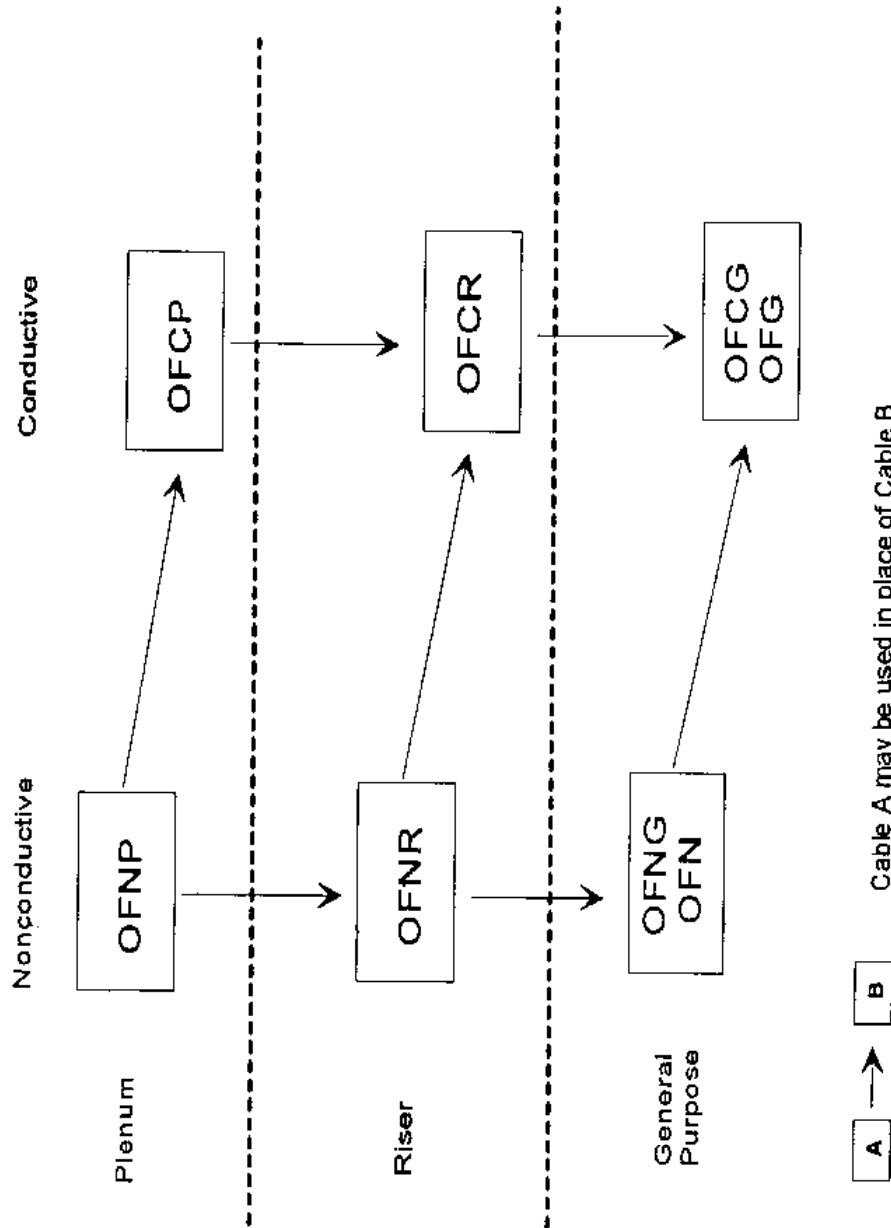 Nonconductive
Conductive
Plenum
OFNP
OFCP
Riser
OFNR
OFCR
General
Purpose
OFNG
OFN
OFCG
OFG
A
B
Cable A may be used in place of Cable B